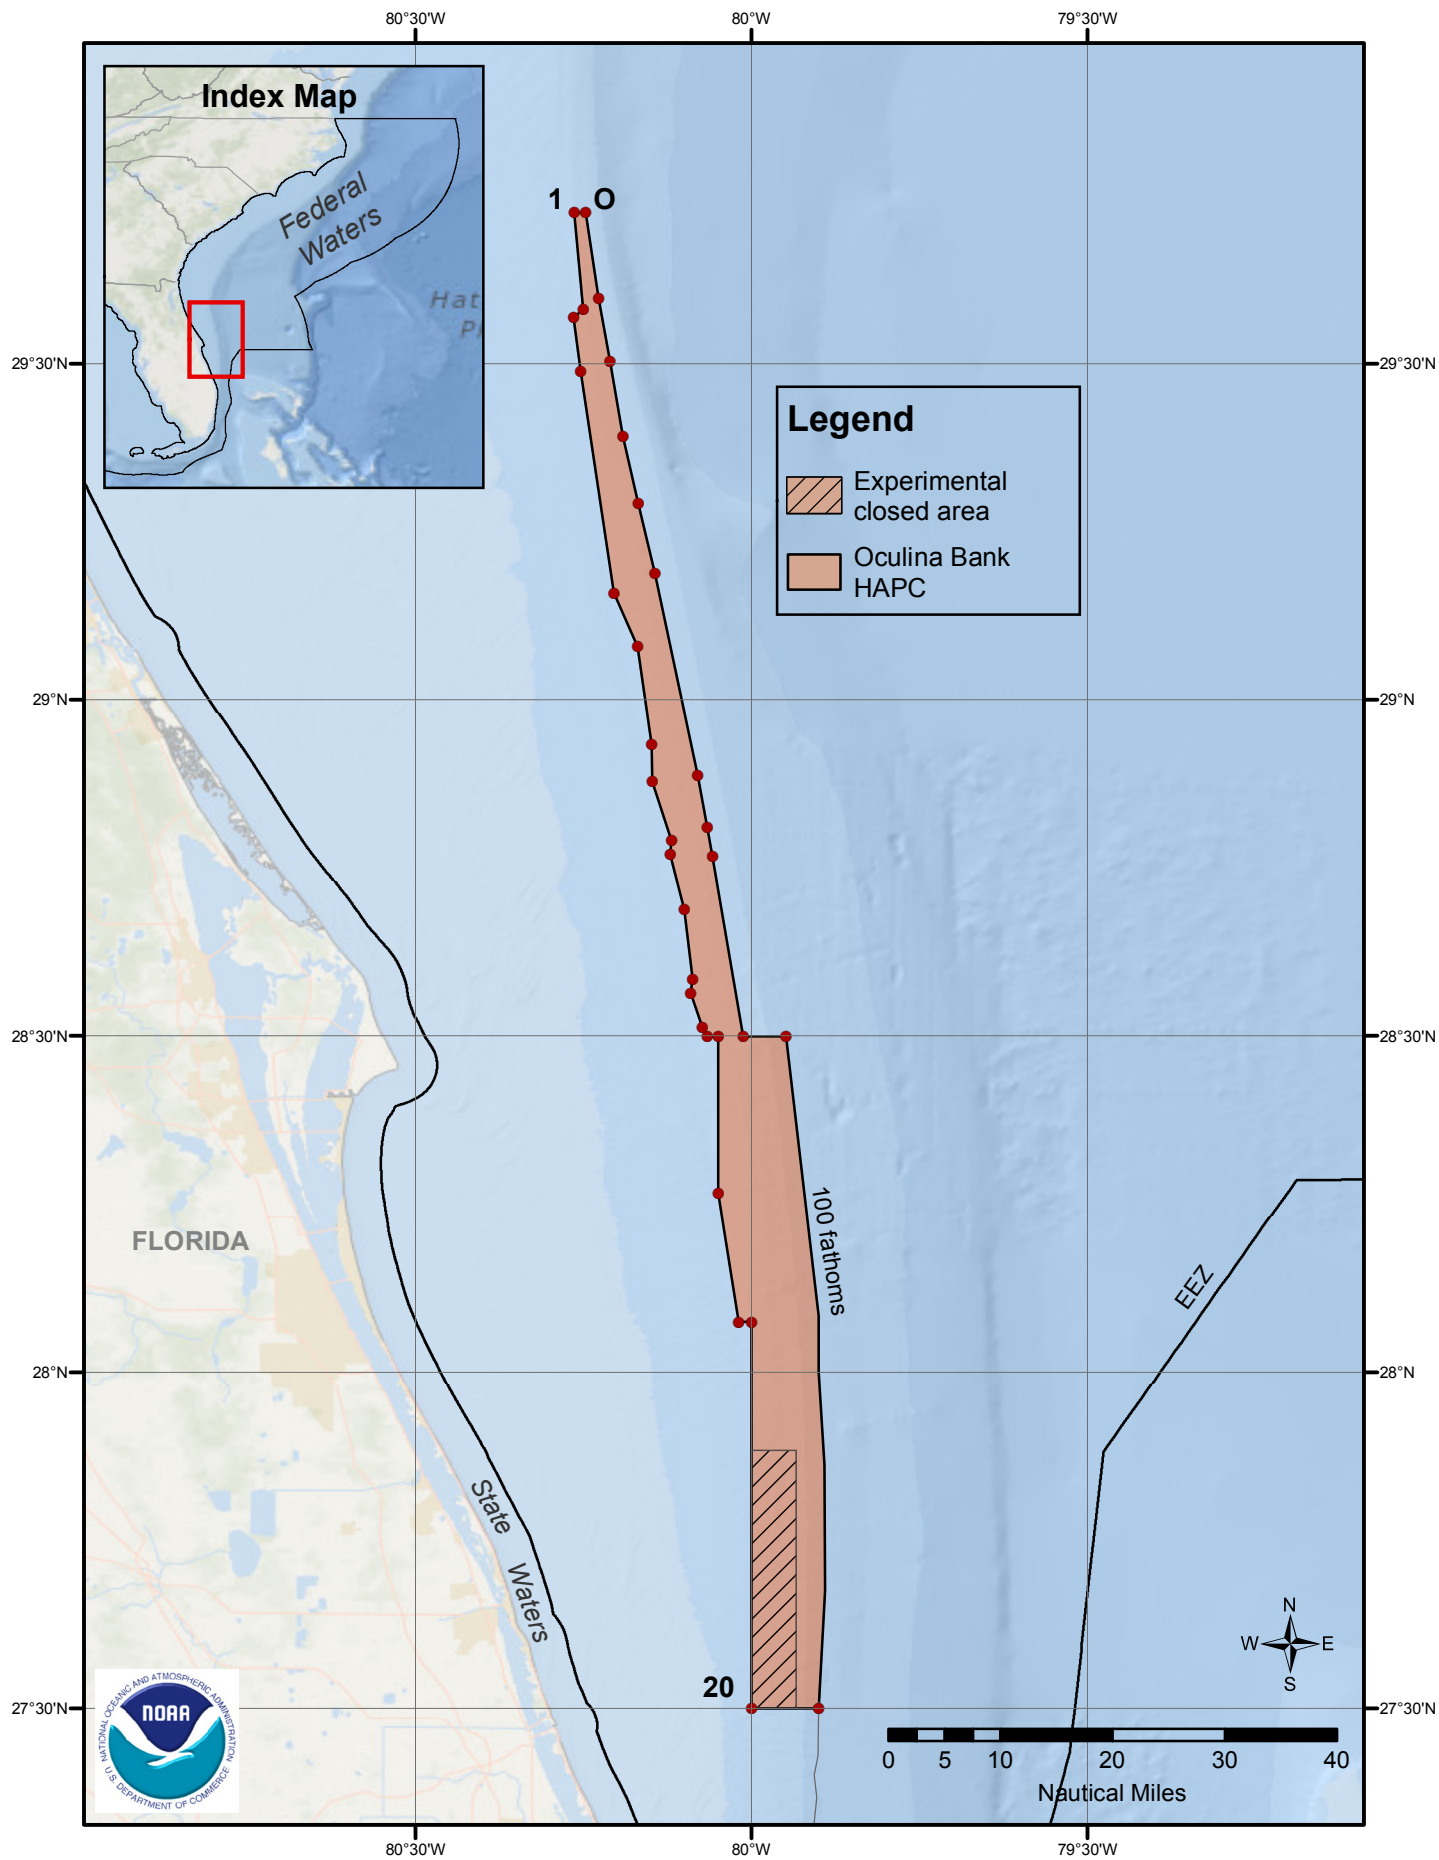 80°30'W 80°W 79°30'W
Index Map
Federal
Waters
Hat
Pl
1 O
29°30'N 29°30'N
Legend
Experimental
closed area
Oculina Bank
HAPC
29°N 29°N
28°30'N 28°30'N
100 fathoms
FLORIDA
EEZ
28°N 28°N
State
Waters
N
W E
S
20
27°30'N 27°30'N
NATIONAL OCEANIC AND ATMOSPHERIC ADMINISTRATION
NOAA
U.S. DEPARTMENT OF COMMERCE
0 5 10 20 30 40
Nautical Miles
80°30'W 80°W 79°30'W